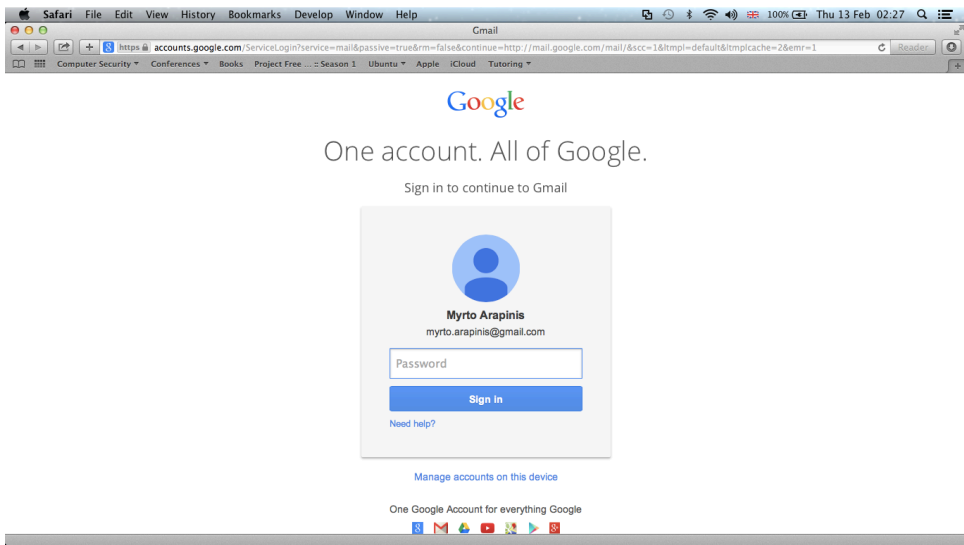 Safari File Edit View History Bookmarks Develop Window Help 100% Thu 13 Feb 02:27
Gmail
https accounts.google.com/ServiceLogin?service=mail&passive=true&rm=false&continue=http://mail.google.com/mail/&scc=1&ltmpl=default&ltmplcache=2&emr=1 Reader
Computer Security Conferences Books Project Free ... :: Season 1 Ubuntu Apple iCloud Tutoring
Google
One account. All of Google.
Sign in to continue to Gmail
Myrto Arapinis
myrto.arapinis@gmail.com
Password
Sign in
Need help?
Manage accounts on this device
One Google Account for everything Google